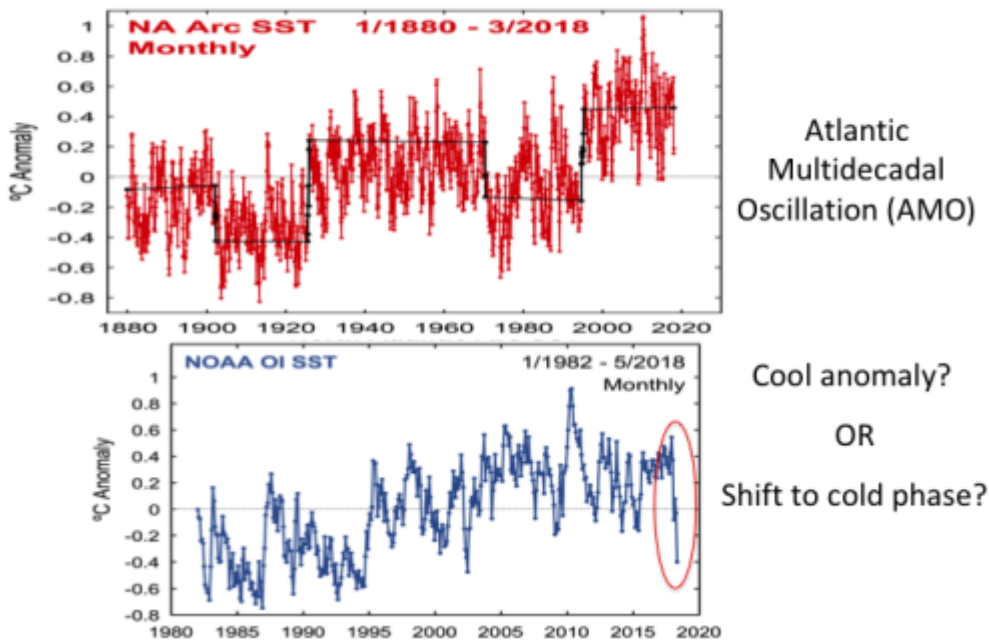 NA Arc SST 1/1880 - 3/2018
Monthly
ºC Anomaly
1
0.8
0.6
0.4
0.2
0
-0.2
-0.4
-0.6
-0.8
1880 1900 1920 1940 1960 1980 2000 2020
Atlantic
Multidecadal
Oscillation (AMO)
NOAA OI SST 1/1982 - 5/2018
Monthly
ºC Anomaly
1
0.8
0.6
0.4
0.2
0
-0.2
-0.4
-0.6
-0.8
1980 1985 1990 1995 2000 2005 2010 2015 2020
Cool anomaly?
OR
Shift to cold phase?